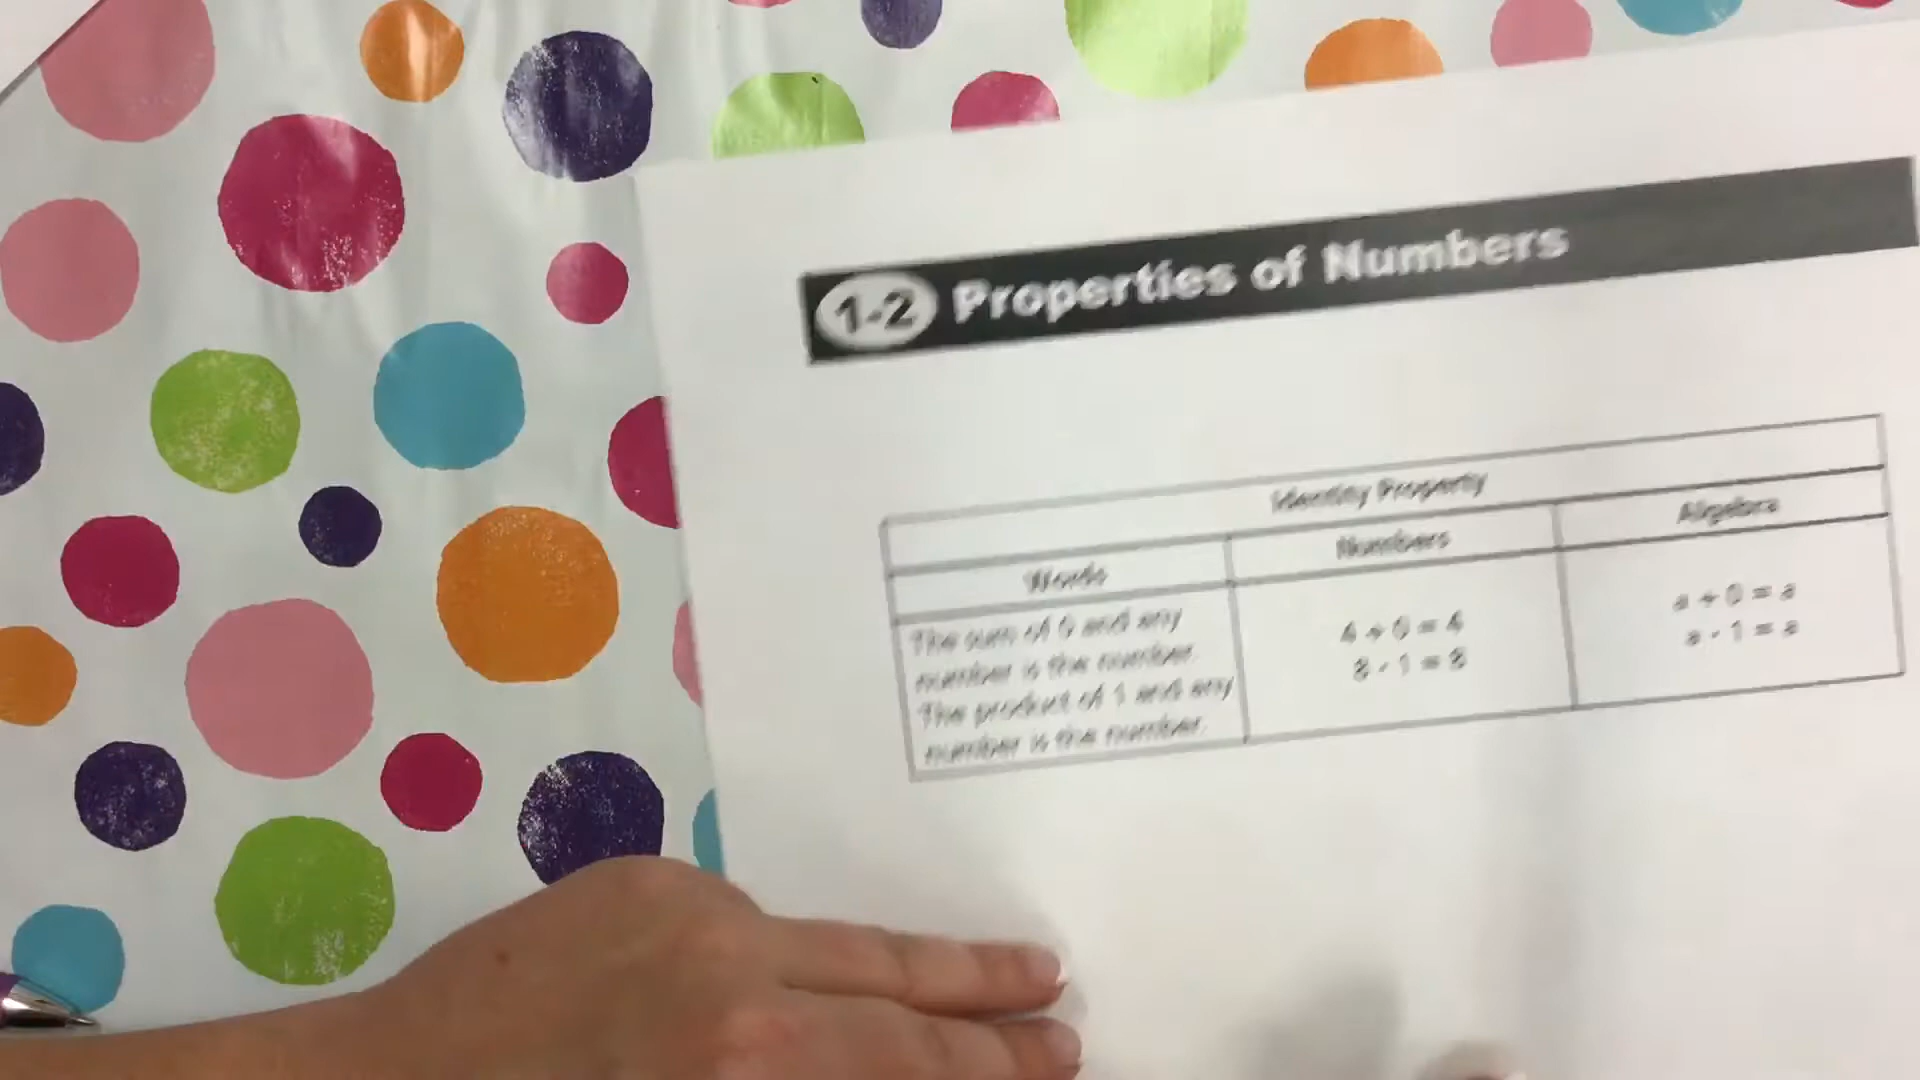 1-2 Properties of Numbers
Identity Property
Words
Numbers
Algebra
The sum of 0 and any
number is the number.
The product of 1 and any
number is the number.
4 + 0 = 4
8 · 1 = 8
a + 0 = a
a · 1 = a